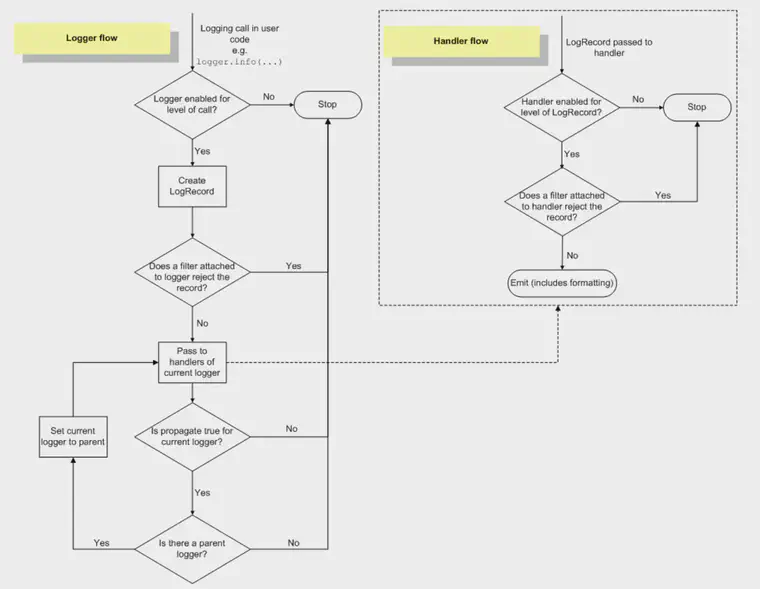 Logger flow
Logging call in user
code
e.g.
logger.info(...)
Logger enabled for
level of call?
No
Stop
Yes
Create
LogRecord
Does a filter attached
to logger reject the
record?
Yes
No
Pass to
handlers of
current logger
Set current
logger to parent
Is propagate true for
current logger?
No
Yes
Is there a parent
logger?
Yes
No
Handler flow
LogRecord passed to
handler
Handler enabled for
level of LogRecord?
No
Stop
Yes
Does a filter attached
to handler reject the
record?
Yes
No
Emit (includes formatting)